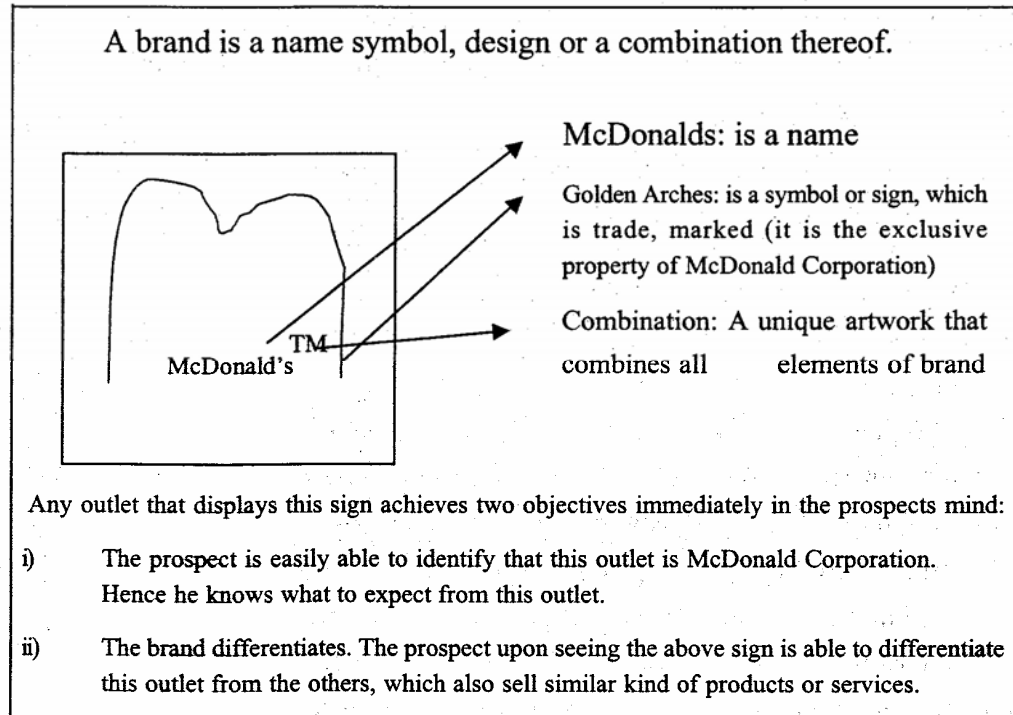 A brand is a name symbol, design or a combination thereof.
McDonalds: is a name
Golden Arches: is a symbol or sign, which
is trade, marked (it is the exclusive
property of McDonald Corporation)
Combination: A unique artwork that
combines all elements of brand
TM
McDonald's
Any outlet that displays this sign achieves two objectives immediately in the prospects mind:
i) The prospect is easily able to identify that this outlet is McDonald Corporation.
Hence he knows what to expect from this outlet.
ii) The brand differentiates. The prospect upon seeing the above sign is able to differentiate
this outlet from the others, which also sell similar kind of products or services.